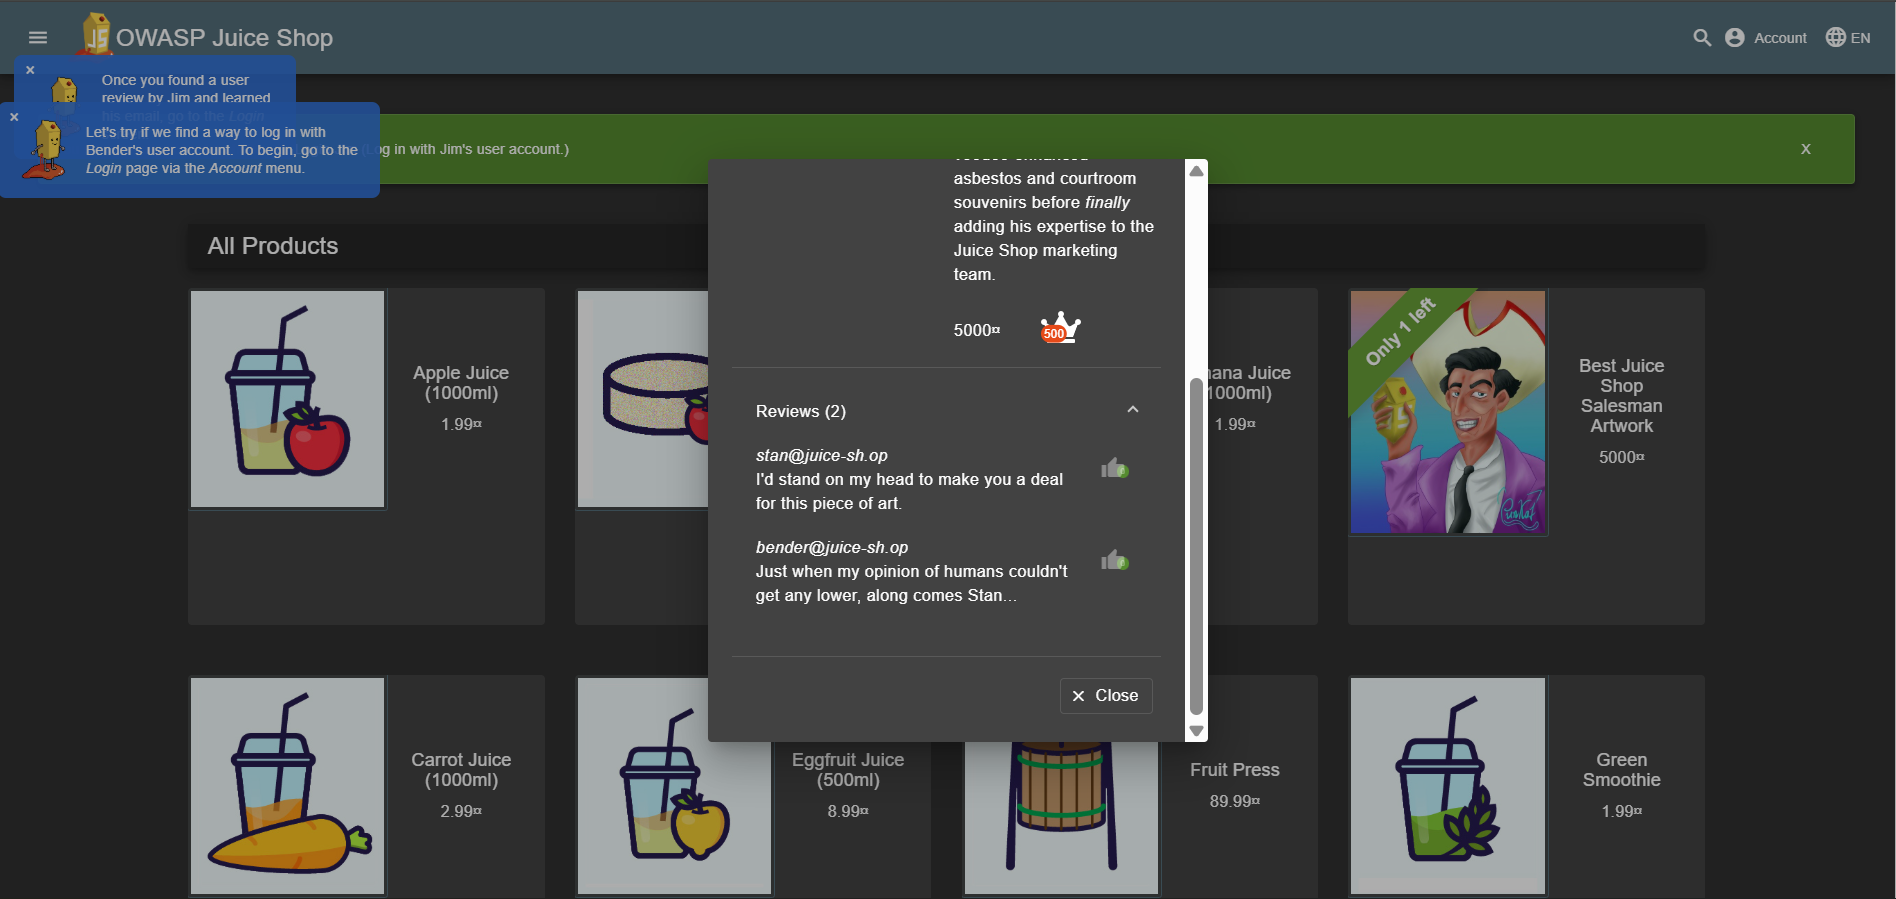 OWASP Juice Shop
Account
EN
Once you found a user
review by Jim and learned
his email, go to the Login
Let's try if we find a way to log in with
Bender's user account. To begin, go to the
Login page via the Account menu.
Log in with Jim's user account.)
X
asbestos and courtroom
souvenirs before finally
adding his expertise to the
Juice Shop marketing
team.
5000¤
500
Reviews (2)
stan@juice-sh.op
I'd stand on my head to make you a deal
for this piece of art.
bender@juice-sh.op
Just when my opinion of humans couldn't
get any lower, along comes Stan...
Close
All Products
Apple Juice
(1000ml)
1.99¤
ana Juice
1000ml)
1.99¤
Only 1 left
Best Juice
Shop
Salesman
Artwork
5000¤
Carrot Juice
(1000ml)
2.99¤
Eggfruit Juice
(500ml)
8.99¤
Fruit Press
89.99¤
Green
Smoothie
1.99¤